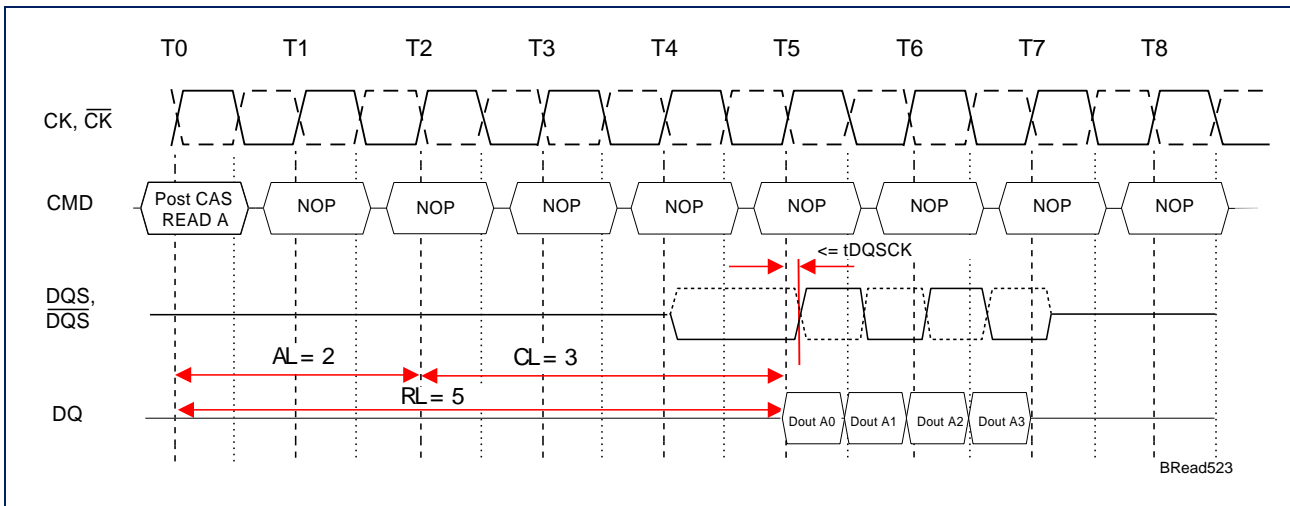 T0 T1 T2 T3 T4 T5 T6 T7 T8
CK, CK
CMD
Post CAS
READ A
NOP NOP NOP NOP NOP NOP NOP NOP
<= tDQSCK
DQS,
DQS
AL = 2
CL = 3
RL = 5
DQ
Dout A0 Dout A1 Dout A2 Dout A3
BRead523